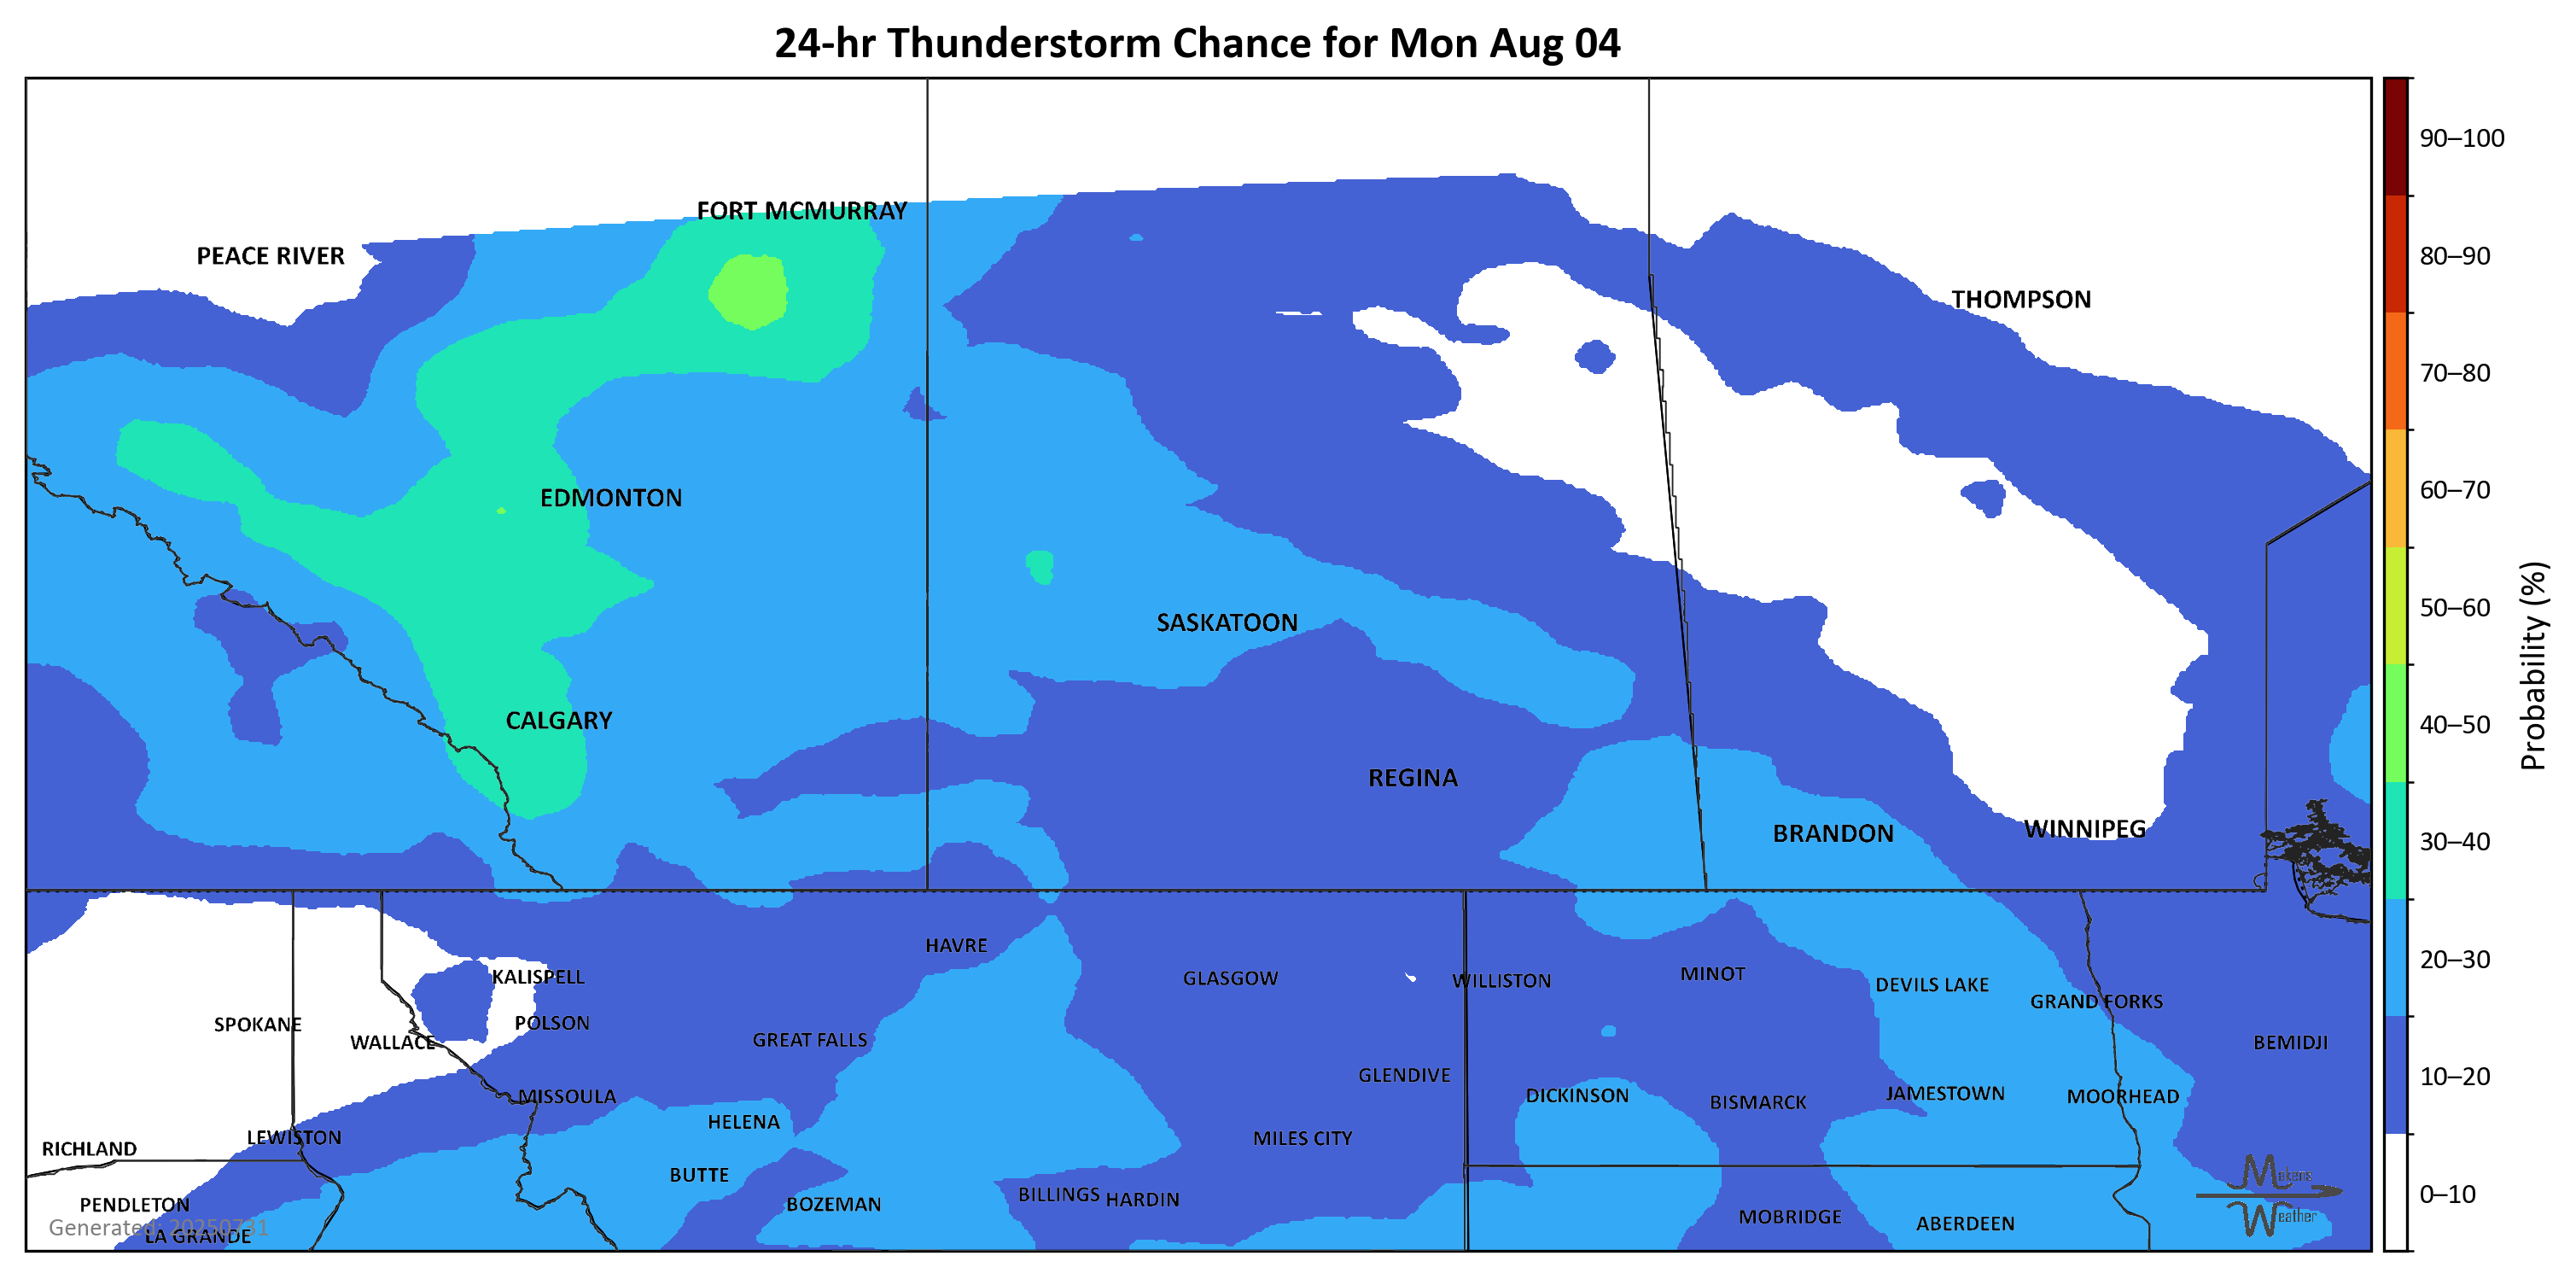 24-hr Thunderstorm Chance for Mon Aug 04
90–100
FORT MCMURRAY
PEACE RIVER
80–90
THOMPSON
70–80
60–70
EDMONTON
50–60
SASKATOON
Probability (%)
CALGARY
40–50
REGINA
WINNIPEG
BRANDON
30–40
HAVRE
20–30
KALISPELL
GLASGOW
WILLISTON
MINOT
DEVILS LAKE
GRAND FORKS
SPOKANE
POLSON
WALLACE
GREAT FALLS
BEMIDJI
GLENDIVE
10–20
MISSOULA
DICKINSON
BISMARCK
JAMESTOWN
MOORHEAD
HELENA
LEWISTON
MILES CITY
RICHLAND
BUTTE
Makens
Weather
0–10
PENDLETON
BOZEMAN
BILLINGS
HARDIN
MOBRIDGE
ABERDEEN
Generated: 20250731
LA GRANDE